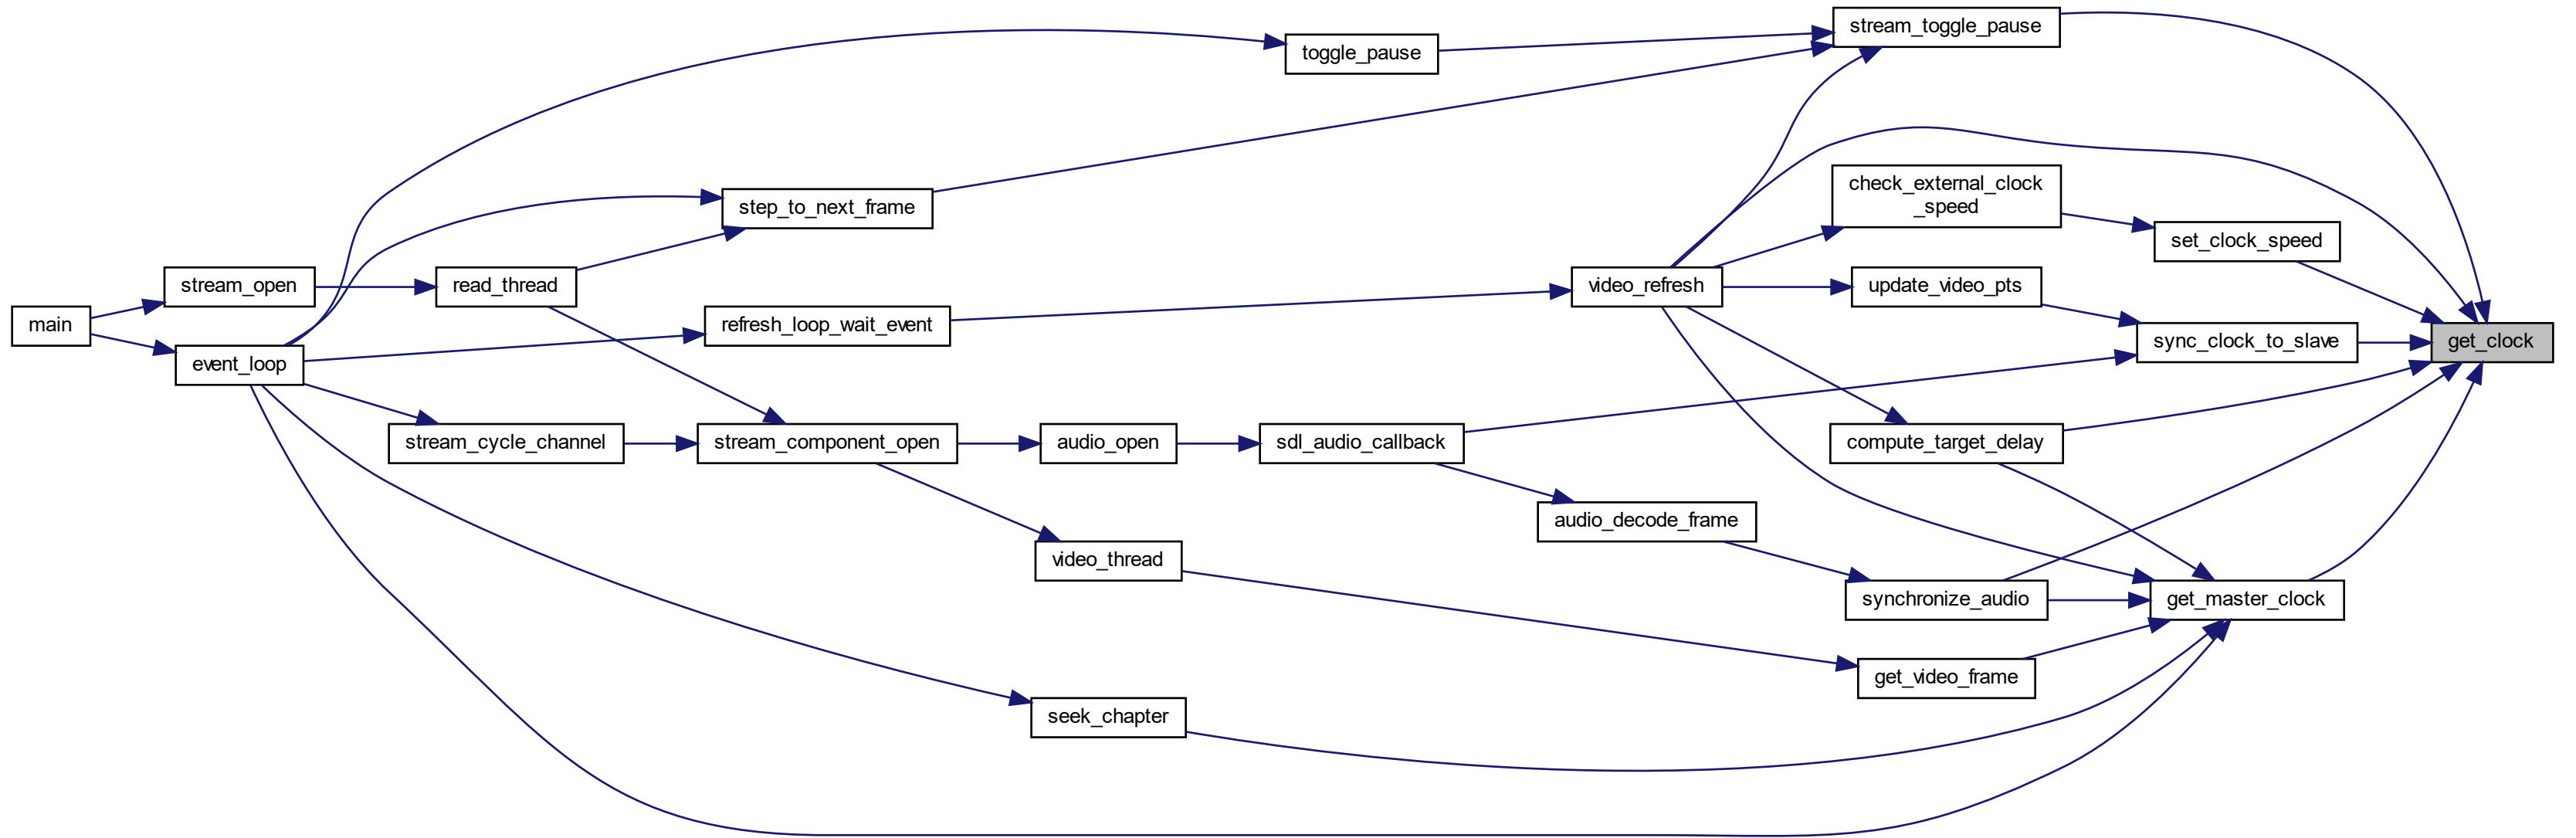 stream_toggle_pause
toggle_pause
check_external_clock
_speed
step_to_next_frame
set_clock_speed
stream_open
read_thread
video_refresh
update_video_pts
main
refresh_loop_wait_event
sync_clock_to_slave
get_clock
event_loop
stream_cycle_channel
stream_component_open
audio_open
sdl_audio_callback
compute_target_delay
audio_decode_frame
video_thread
synchronize_audio
get_master_clock
get_video_frame
seek_chapter